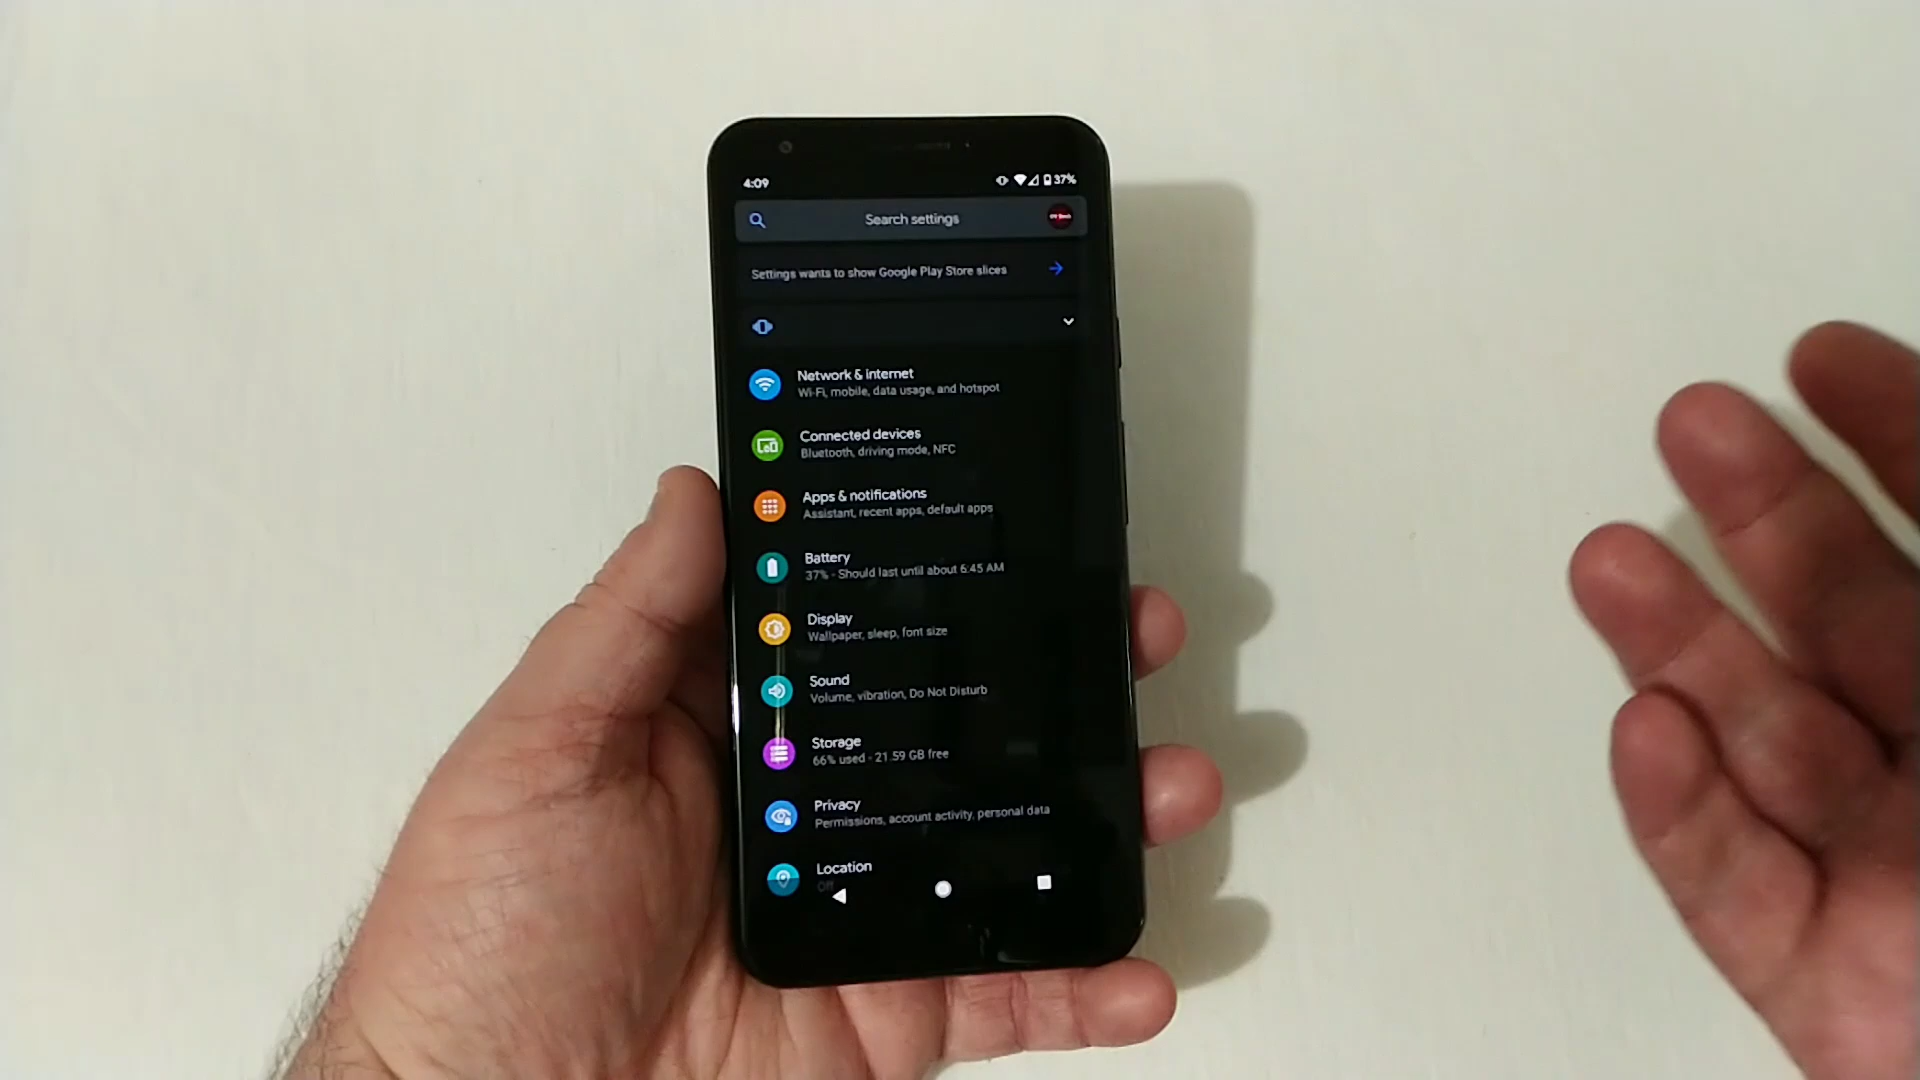 4:09
37%
Search settings
Settings wants to show Google Play Store slices
Network & internet
Wi-Fi, mobile, data usage, and hotspot
Connected devices
Bluetooth, driving mode, NFC
Apps & notifications
Assistant, recent apps, default apps
Battery
37% - Should last until about 6:45 AM
Display
Wallpaper, sleep, font size
Sound
Volume, vibration, Do Not Disturb
Storage
66% used - 21.59 GB free
Privacy
Permissions, account activity, personal data
Location
Off